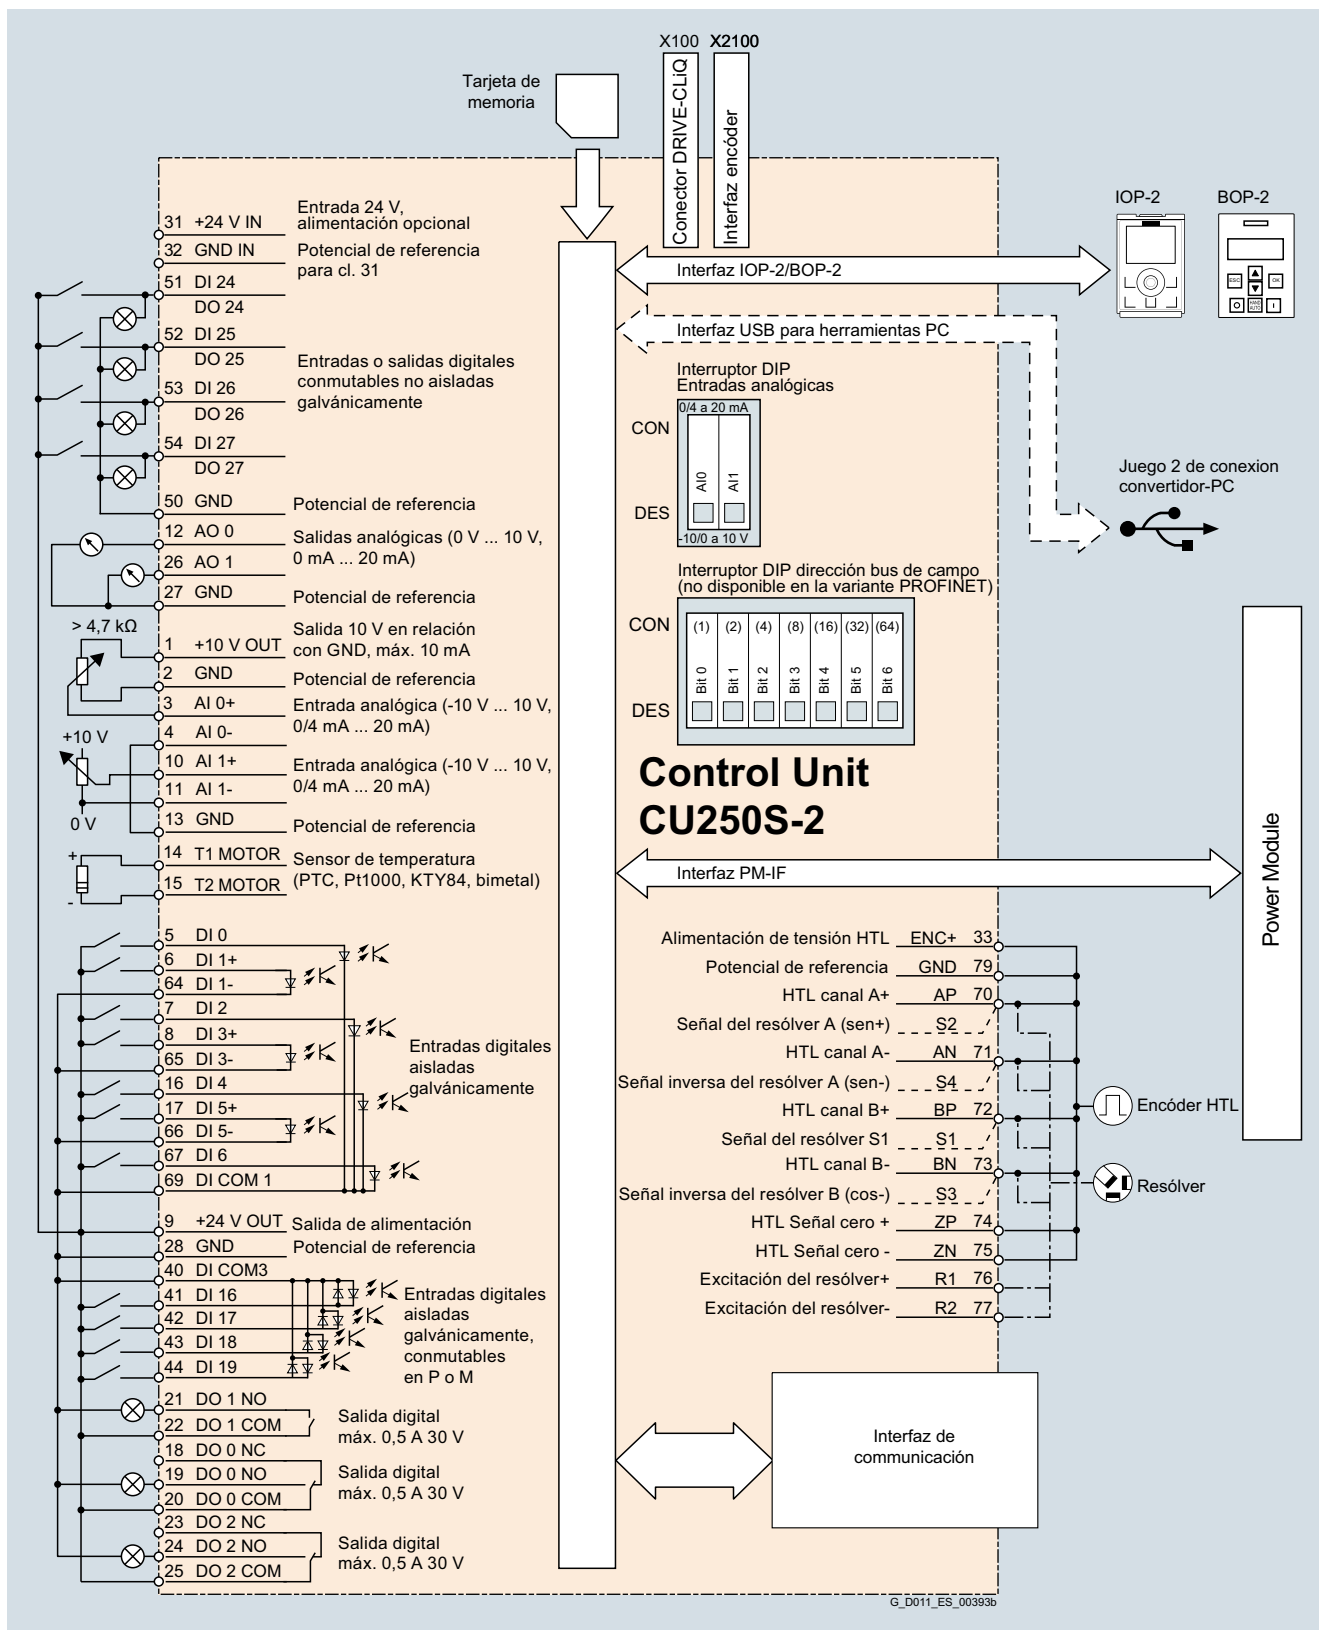 X100 X2100
Tarjeta de
memoria
Conector DRIVE-CLiQ
Interfaz encóder
31 +24 V IN
Entrada 24 V,
alimentación opcional
32 GND IN
Potencial de referencia
para cl. 31
51 DI 24
DO 24
52 DI 25
DO 25
53 DI 26
DO 26
54 DI 27
DO 27
Entradas o salidas digitales
conmutables no aisladas
galvánicamente
50 GND
Potencial de referencia
12 AO 0
Salidas analógicas (0 V ... 10 V,
0 mA ... 20 mA)
26 AO 1
27 GND
Potencial de referencia
> 4,7 kΩ
1 +10 V OUT
Salida 10 V en relación
con GND, máx. 10 mA
2 GND
Potencial de referencia
3 AI 0+
Entrada analógica (-10 V ... 10 V,
0/4 mA ... 20 mA)
4 AI 0-
+10 V
10 AI 1+
Entrada analógica (-10 V ... 10 V,
0/4 mA ... 20 mA)
11 AI 1-
0 V
13 GND
Potencial de referencia
14 T1 MOTOR
Sensor de temperatura
(PTC, Pt1000, KTY84, bimetal)
15 T2 MOTOR
+
-
5 DI 0
6 DI 1+
64 DI 1-
7 DI 2
8 DI 3+
65 DI 3-
16 DI 4
17 DI 5+
66 DI 5-
67 DI 6
69 DI COM 1
Entradas digitales
aisladas
galvánicamente
9 +24 V OUT
Salida de alimentación
28 GND
Potencial de referencia
40 DI COM3
41 DI 16
42 DI 17
43 DI 18
44 DI 19
Entradas digitales
aisladas
galvánicamente,
conmutables
en P o M
21 DO 1 NO
22 DO 1 COM
Salida digital
máx. 0,5 A 30 V
18 DO 0 NC
19 DO 0 NO
20 DO 0 COM
Salida digital
máx. 0,5 A 30 V
23 DO 2 NC
24 DO 2 NO
25 DO 2 COM
Salida digital
máx. 0,5 A 30 V
Interfaz IOP-2/BOP-2
IOP-2
BOP-2
ESC
OK
HAND
AUTO
Interfaz USB para herramientas PC
Juego 2 de conexion
convertidor-PC
Interruptor DIP
Entradas analógicas
0/4 a 20 mA
CON
AI0
AI1
DES
-10/0 a 10 V
Interruptor DIP dirección bus de campo
(no disponible en la variante PROFINET)
CON
(1) (2) (4) (8) (16) (32) (64)
Bit 0 Bit 1 Bit 2 Bit 3 Bit 4 Bit 5 Bit 6
DES
Control Unit
CU250S-2
Interfaz PM-IF
Power Module
Alimentación de tensión HTL ENC+ 33
Potencial de referencia GND 79
HTL canal A+ AP 70
Señal del resólver A (sen+) S2
HTL canal A- AN 71
Señal inversa del resólver A (sen-) S4
HTL canal B+ BP 72
Señal del resólver S1 S1
HTL canal B- BN 73
Señal inversa del resólver B (cos-) S3
HTL Señal cero + ZP 74
HTL Señal cero - ZN 75
Excitación del resólver+ R1 76
Excitación del resólver- R2 77
Encóder HTL
Resólver
Interfaz de
communicación
G_D011_ES_00393b